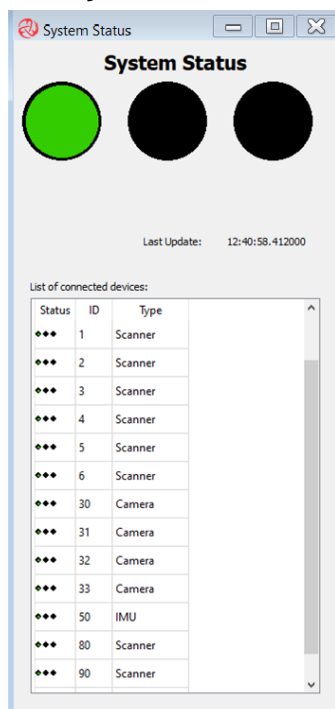 System Status
System Status
Last Update: 12:40:58.412000
List of connected devices:
Status ID Type
1 Scanner
2 Scanner
3 Scanner
4 Scanner
5 Scanner
6 Scanner
30 Camera
31 Camera
32 Camera
33 Camera
50 IMU
80 Scanner
90 Scanner